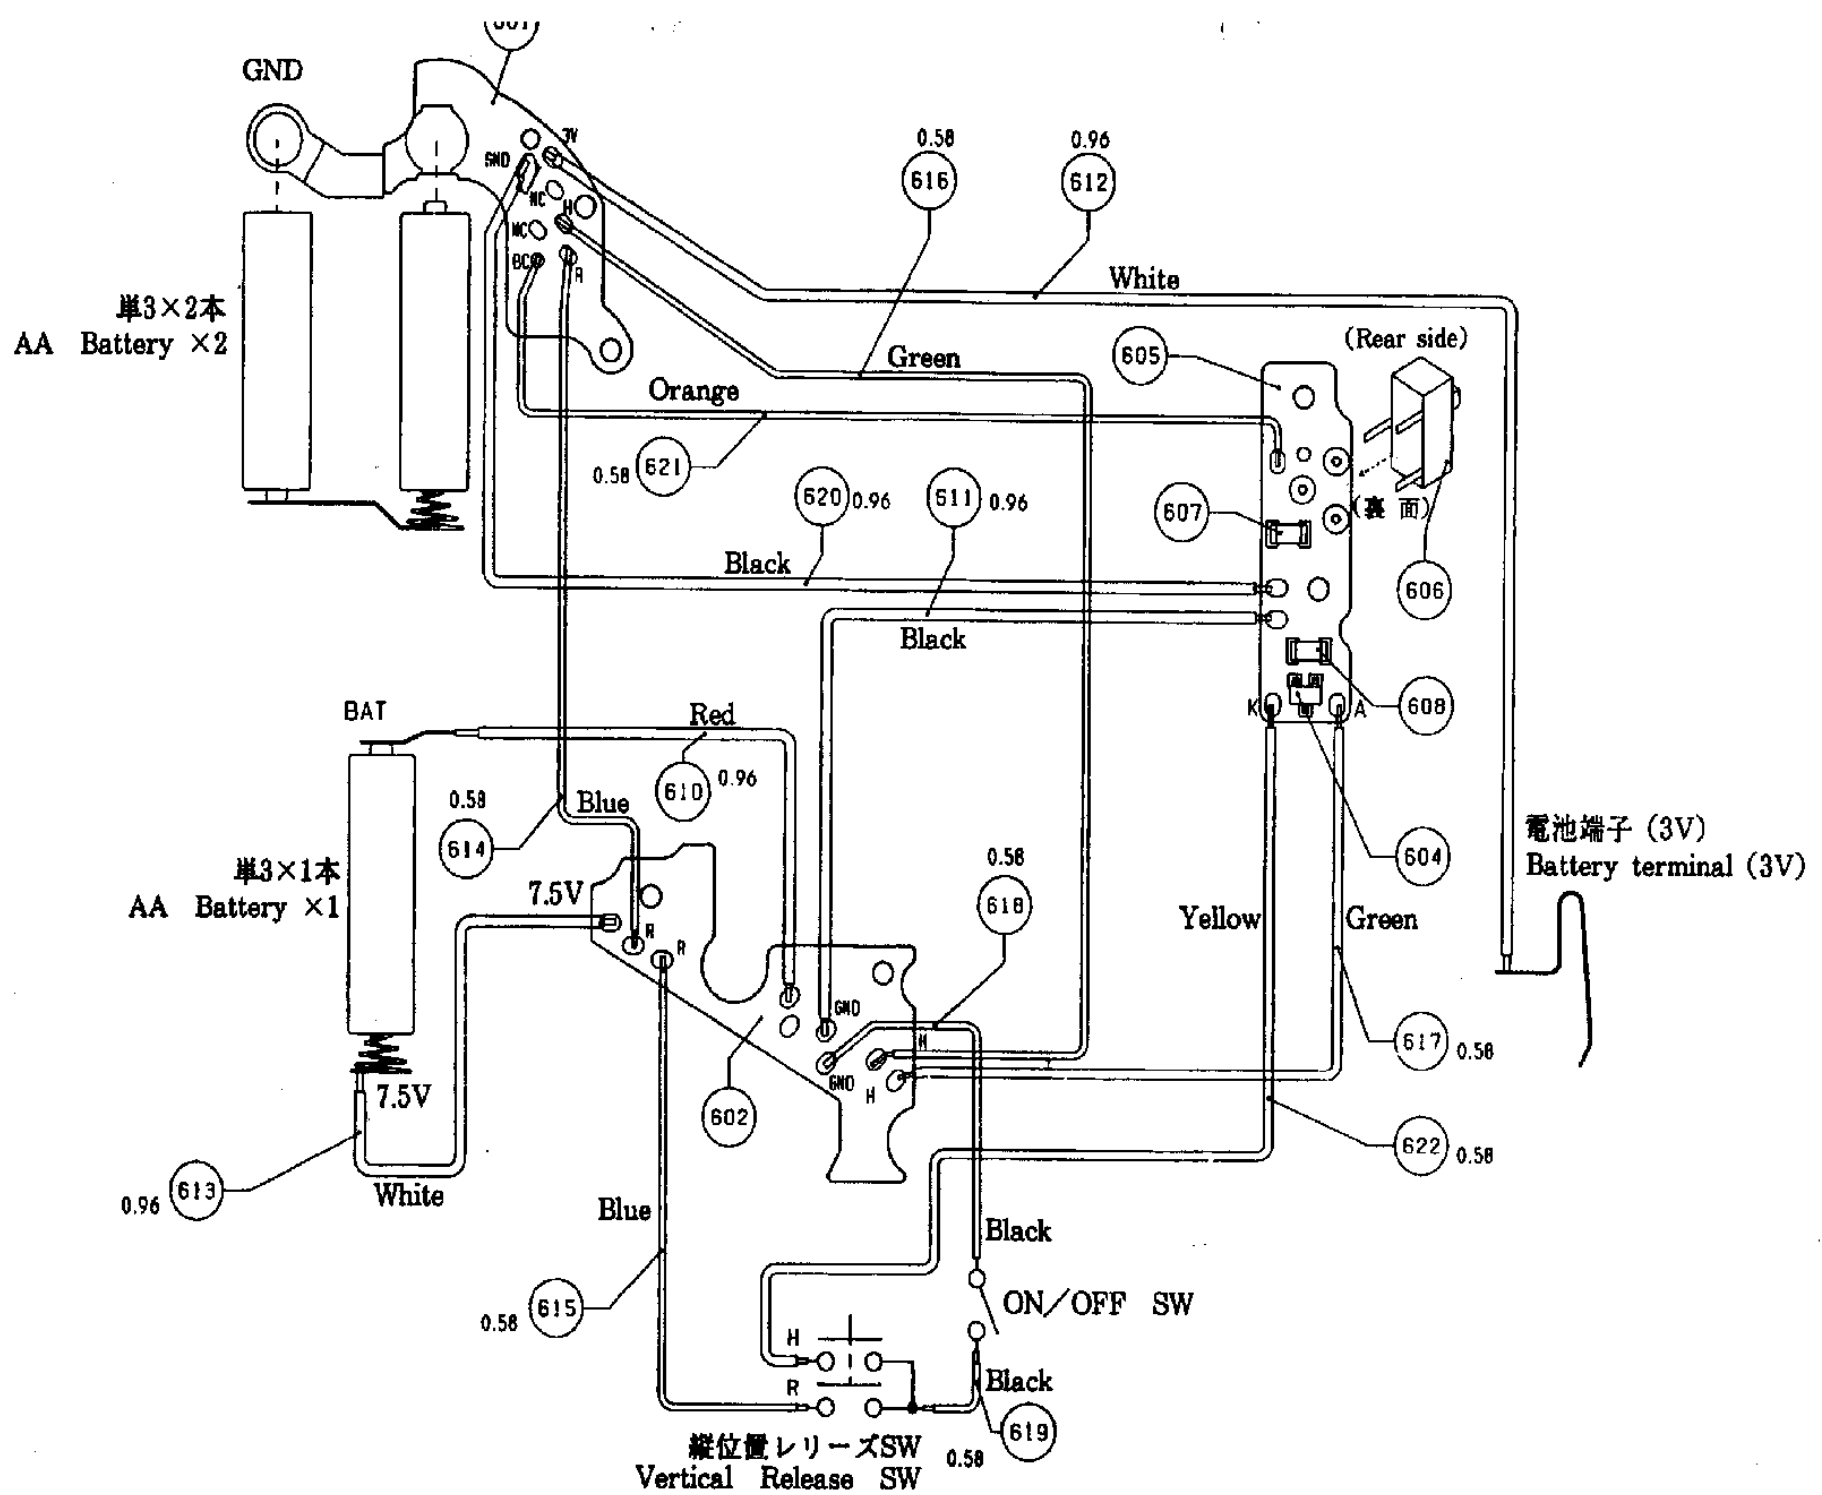 GND
3V
GND
NC
H
NC
BC
R
0.58
616
0.96
612
White
単3×2本
AA Battery ×2
(Rear side)
605
Green
Orange
621
0.58
620
0.96
611
0.96
607
(裏面)
606
Black
Black
608
K
A
BAT
Red
610
0.96
0.58
614
Blue
604
電池端子 (3V)
Battery terminal (3V)
単3×1本
AA Battery ×1
7.5V
R
R
0.58
618
Yellow
Green
GND
H
GND
H
602
617
0.58
7.5V
622
0.58
613
0.96
White
Blue
Black
615
0.58
ON/OFF SW
H
R
Black
619
0.58
縦位置レリーズSW
Vertical Release SW